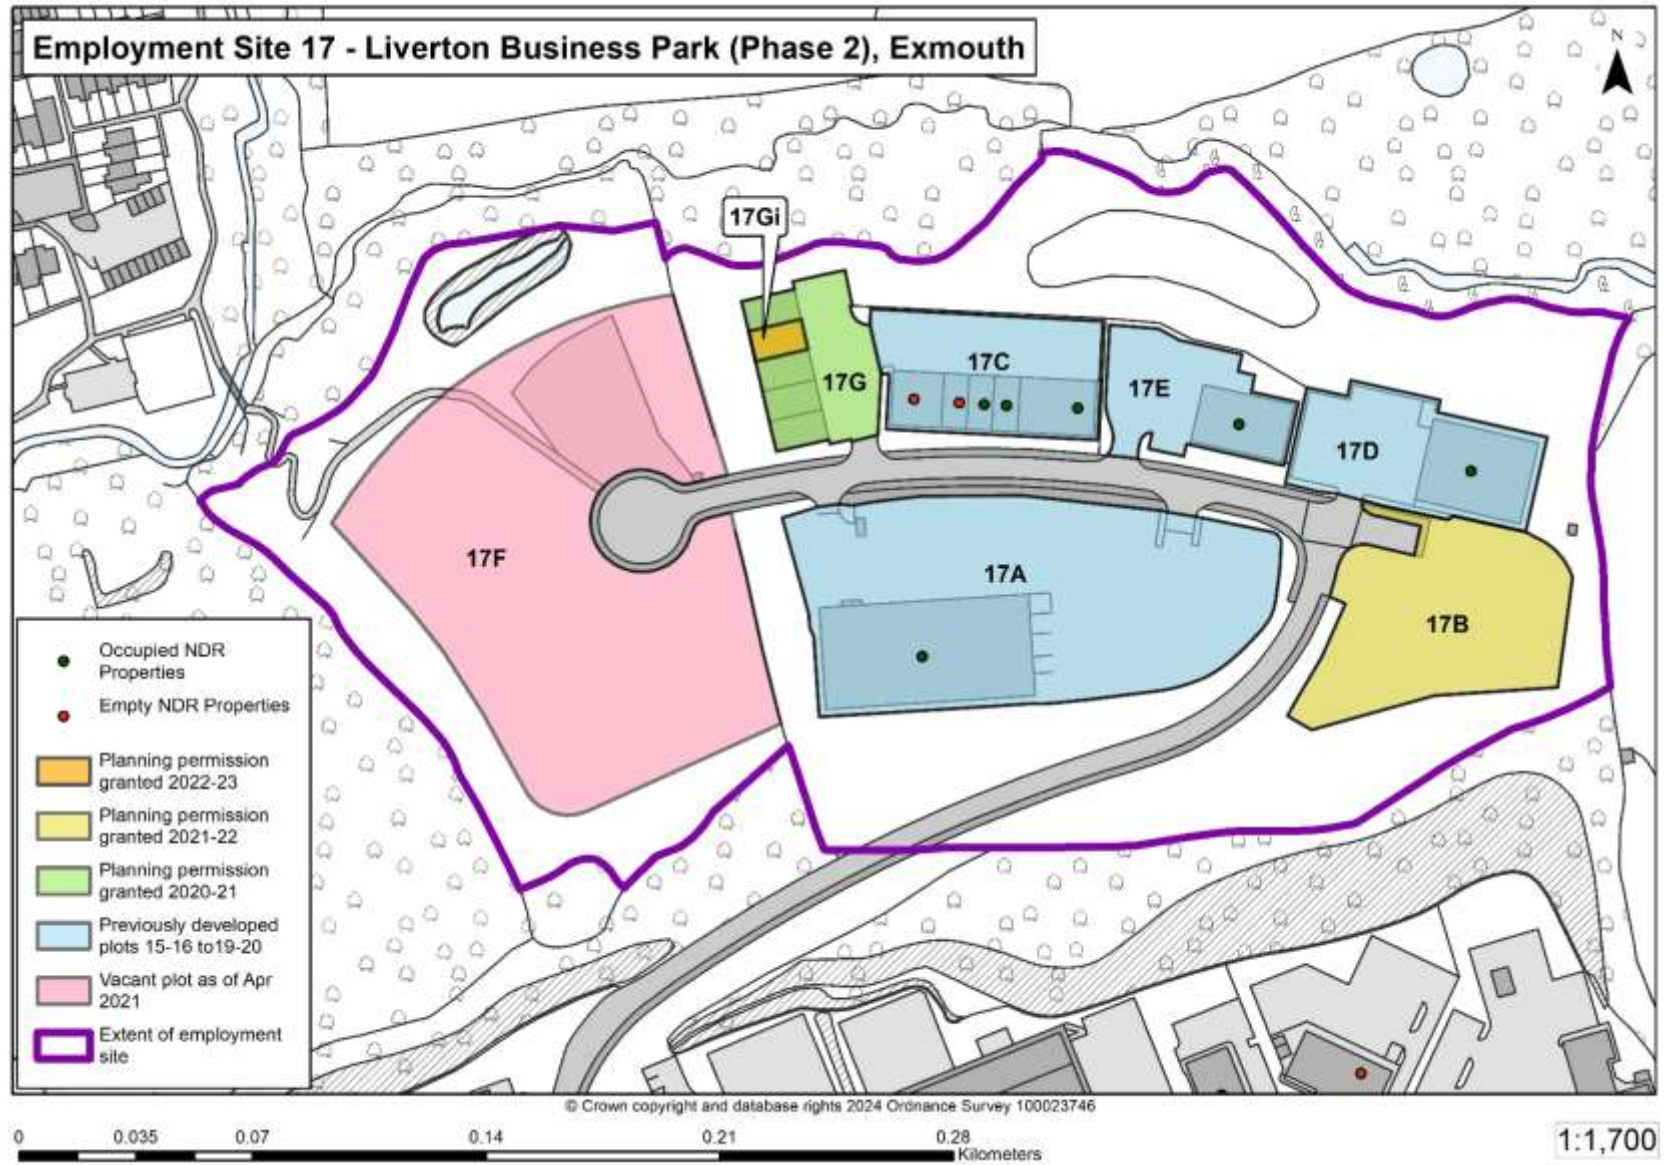 Employment Site 17 - Liverton Business Park (Phase 2), Exmouth
N
17Gi
17C
17G
17E
17D
17F
17A
17B
Occupied NDR
Properties
Empty NDR Properties
Planning permission
granted 2022-23
Planning permission
granted 2021-22
Planning permission
granted 2020-21
Previously developed
plots 15-16 to19-20
Vacant plot as of Apr
2021
Extent of employment
site
© Crown copyright and database rights 2024 Ordnance Survey 100023746
0 0.035 0.07 0.14 0.21 0.28
Kilometers
1:1,700